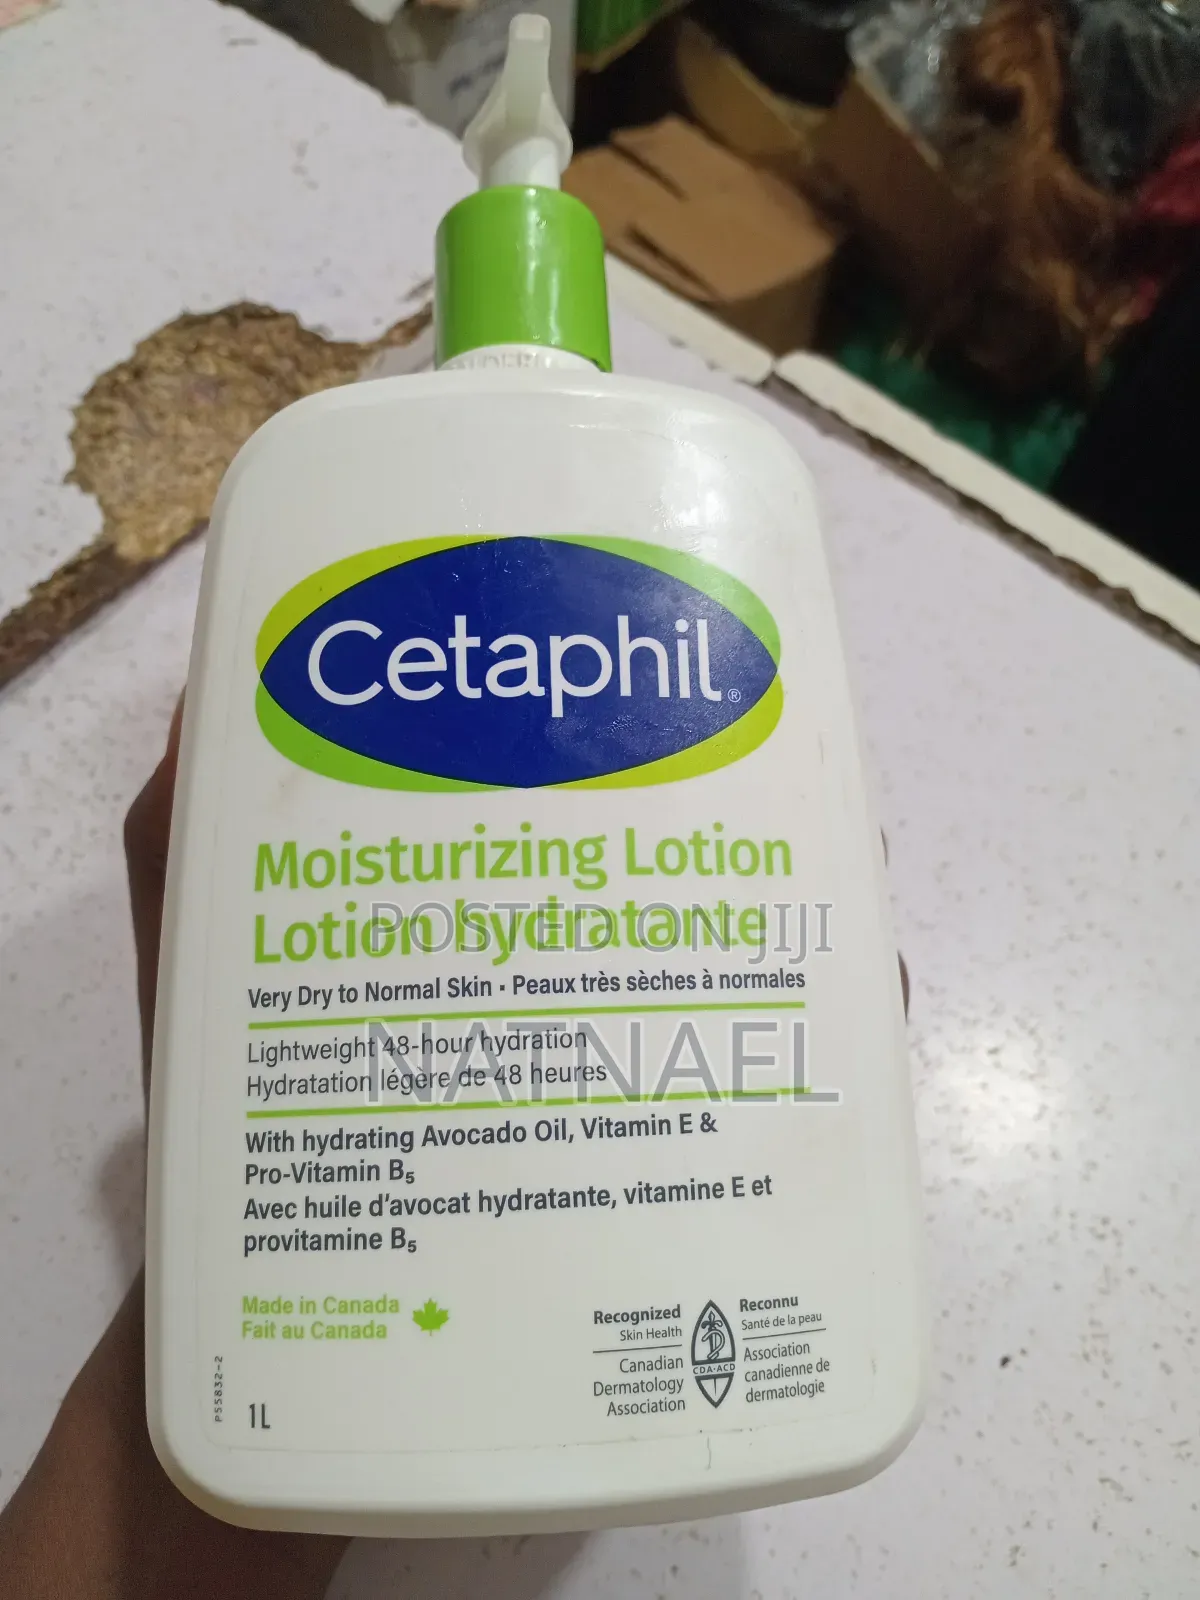 Cetaphil®
Moisturizing Lotion
Lotion hydratante
POSTED ON JIJI
Very Dry to Normal Skin • Peaux très sèches à normales
Lightweight 48-hour hydration
NATNAEL
Hydratation légère de 48 heures
With hydrating Avocado Oil, Vitamin E &
Pro-Vitamin B₅
Avec huile d'avocat hydratante, vitamine E et
provitamine B₅
Made in Canada
Fait au Canada
Recognized
Skin Health
Canadian
Dermatology
Association
CDA-ACD
Reconnu
Santé de la peau
Association
canadienne de
dermatologie
P55832-2
1L